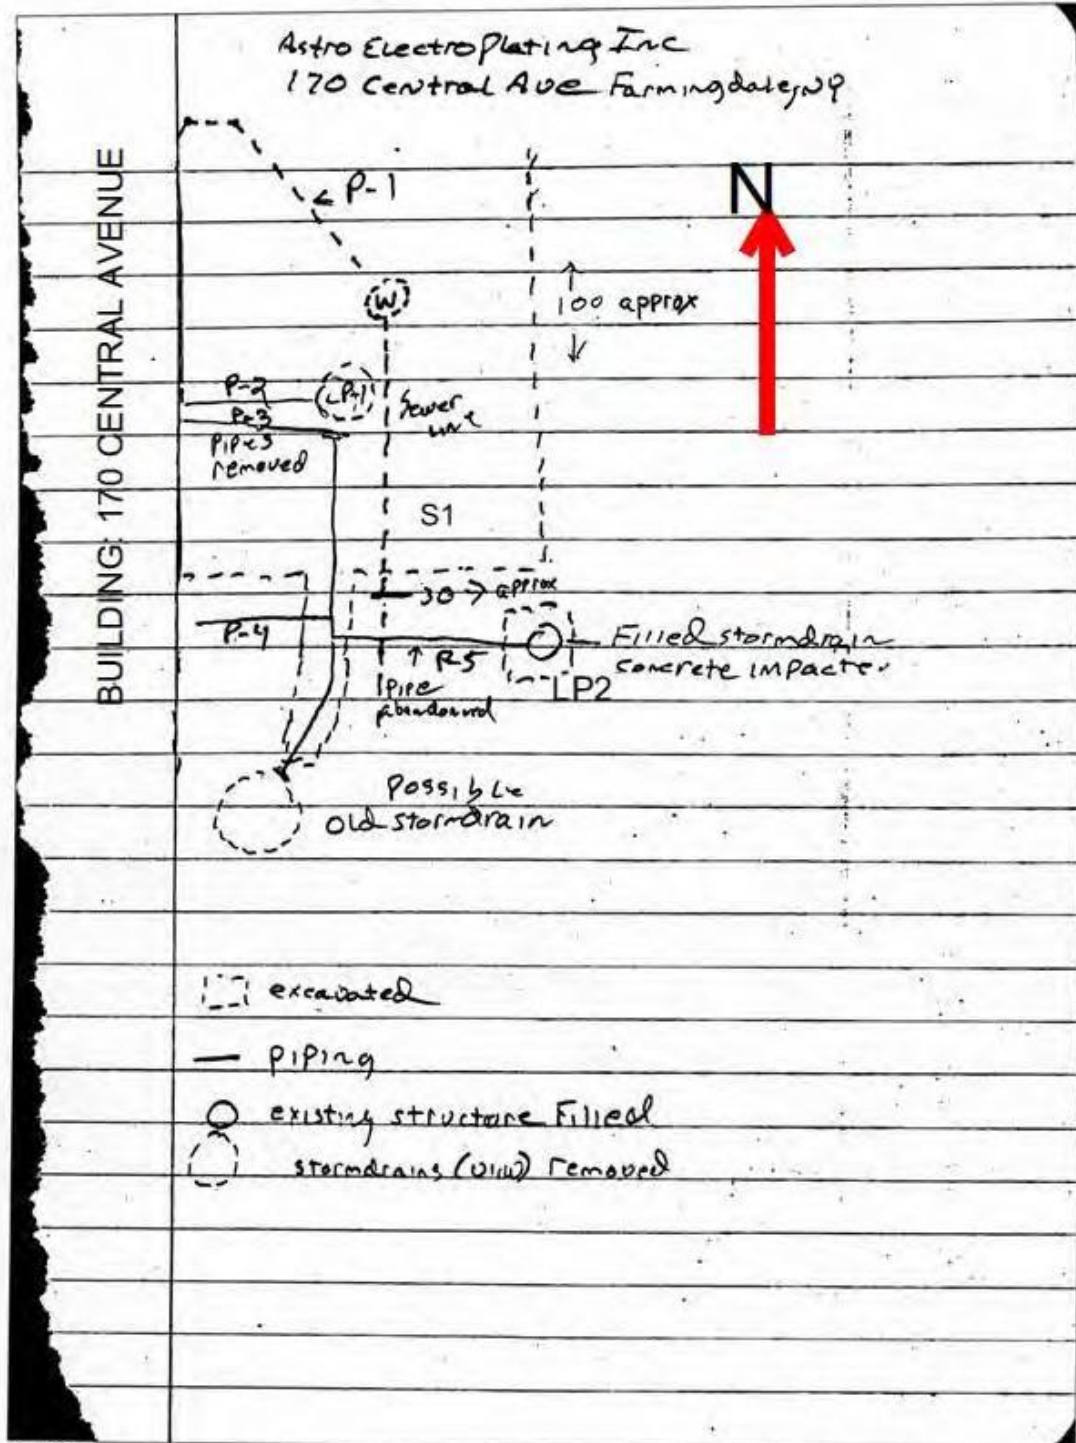 Astro ElectroPlating Inc
170 Central Ave Farmingdale, NY
BUILDING: 170 CENTRAL AVENUE
← P-1
N
W
100 approx
P-2
LP-1
Sewer
Line
P-3
Pipes
removed
S1
30 → approx
P-4
P-5
Filled stormdrain
concrete impacted
LP2
pipe
abandoned
Possible
Old stormdrain
excavated
piping
existing structure Filled
stormdrains removed